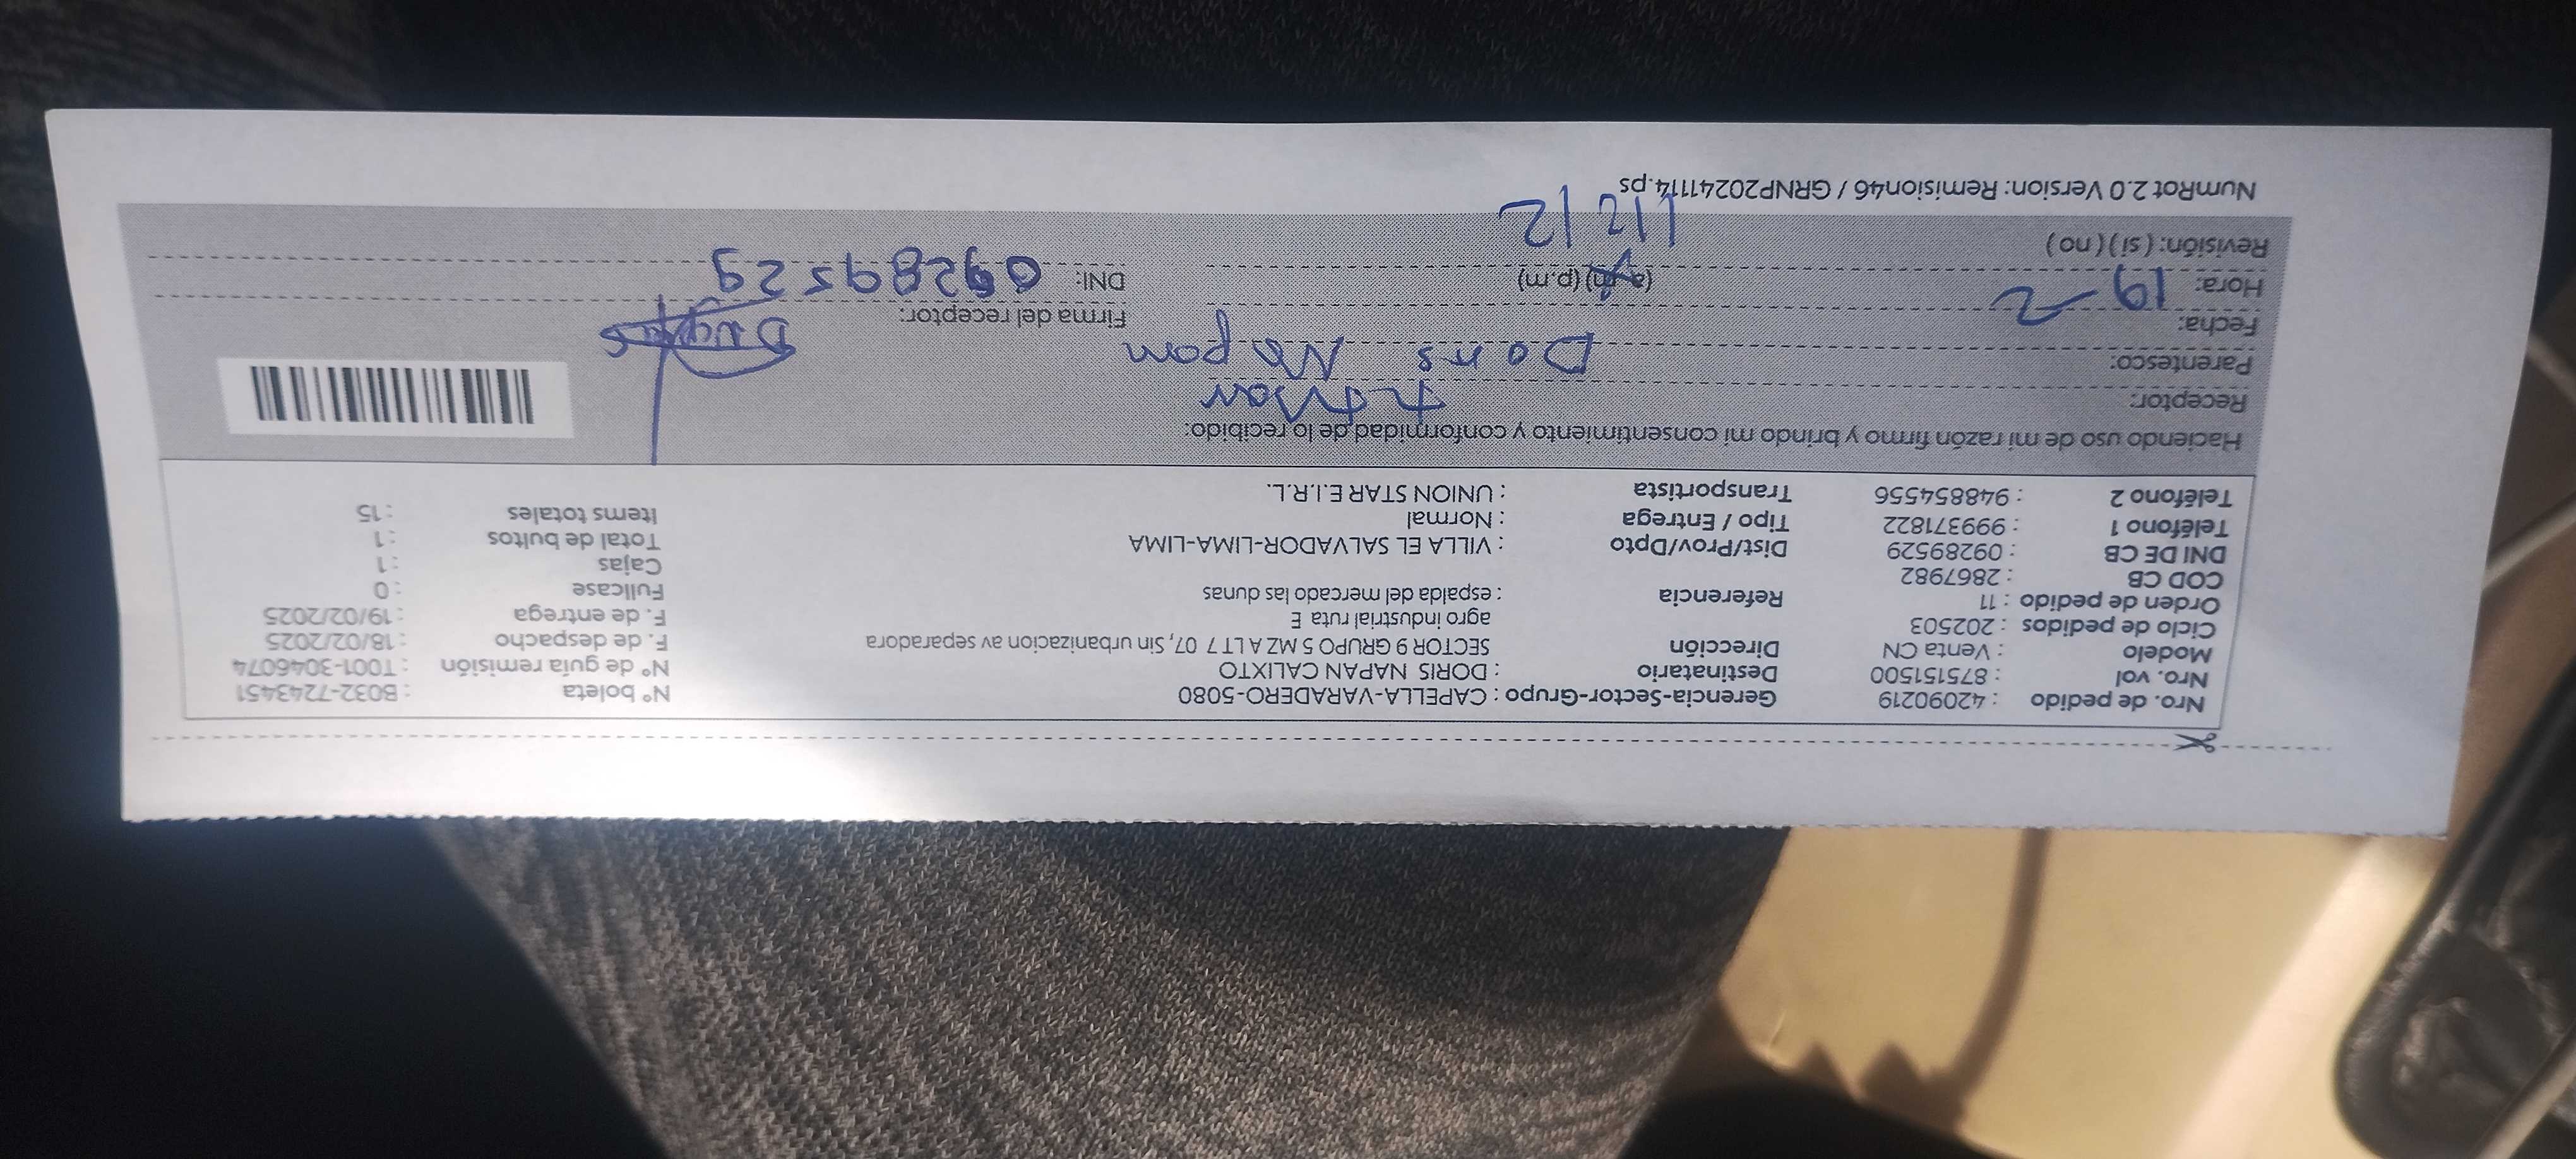 Nro. de pedido : 42090219 Gerencia-Sector-Grupo : CAPELLA-VARADERO-5080 N° boleta : B032-7243451
Nro. vol : 8751515​00 Destinatario : DORIS NAPAN CALIXTO N° de guía remisión : T001-3046074
Modelo : Venta CN Dirección SECTOR 9 GRUPO 5 MZ A LT 7 07, Sin urbanización av separadora F. de despacho : 18/02/2025
Ciclo de pedidos : 202503 agro industrial ruta E F. de entrega : 19/02/2025
Orden de pedido : 11 Referencia : espalda del mercado las dunas Fullcase : 0
COD CB : 2867982 Cajas : 1
DNI DE CB : 09289529 Dist/Prov/Dpto : VILLA EL SALVADOR-LIMA-LIMA Total de bultos : 1
Teléfono 1 : 999371822 Tipo / Entrega : Normal Items totales : 15
Teléfono 2 : 948854556 Transportista : UNION STAR E.I.R.L.
Haciendo uso de mi razón firmo y brindo mi consentimiento y conformidad de lo recibido:
Receptor:
Parentesco: Doris Napan
Fecha: 19-2 Firma del receptor:
Hora: (a.m) (p.m) DNI: 09289529
Revisión: (si) (no) 12 12
NumRot 2.0 Version: Remision46 / GRNP20241114.ps